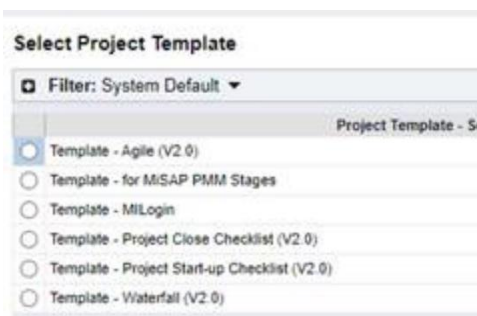 Select Project Template
Filter: System Default
Project Template - S
Template - Agile (V2.0)
Template - for MiSAP PMM Stages
Template - MILogin
Template - Project Close Checklist (V2.0)
Template - Project Start-up Checklist (V2.0)
Template - Waterfall (V2.0)